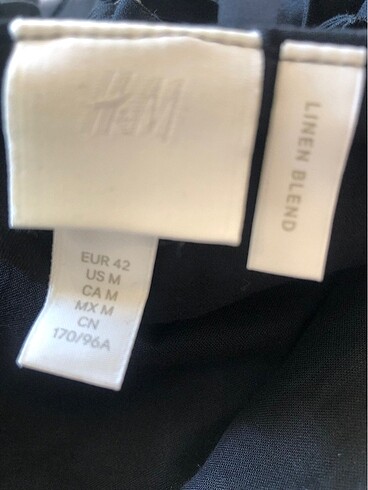 H&M
LINEN BLEND
EUR 42
US M
CA M
MX M
CN
170/96A